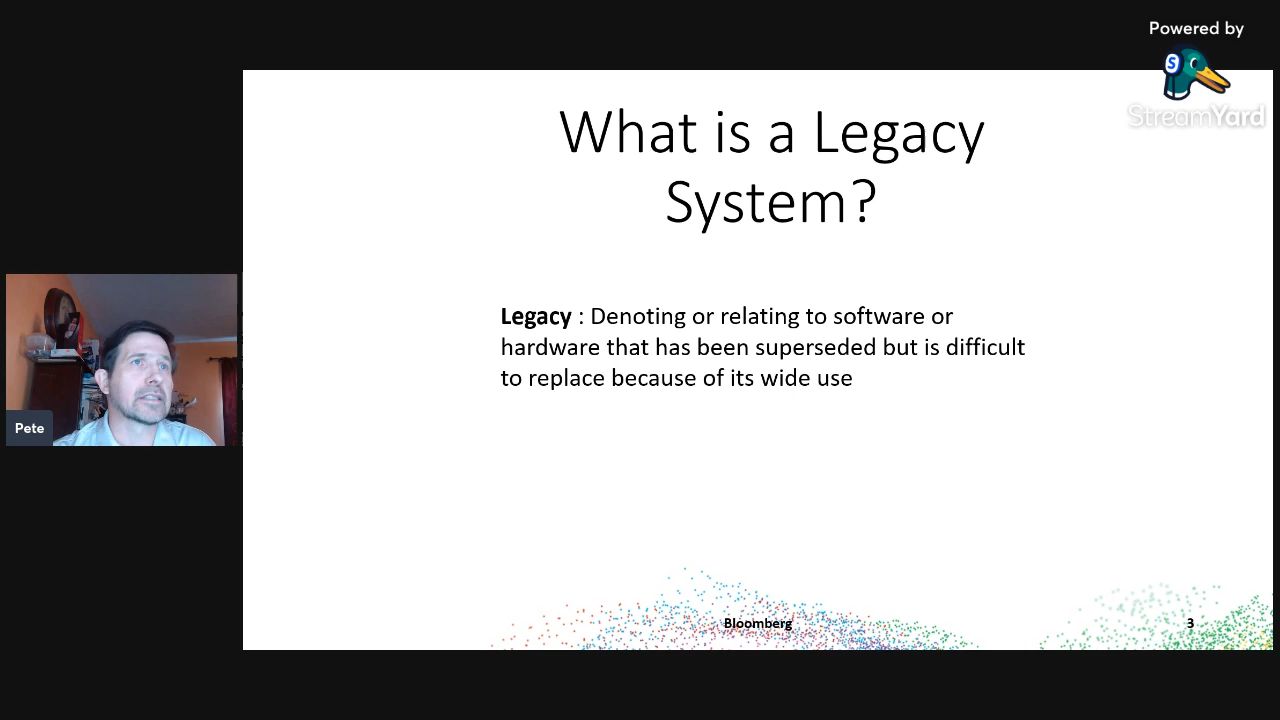 Powered by
S
StreamYard
What is a Legacy
System?
Legacy : Denoting or relating to software or
hardware that has been superseded but is difficult
to replace because of its wide use
Pete
Bloomberg
3